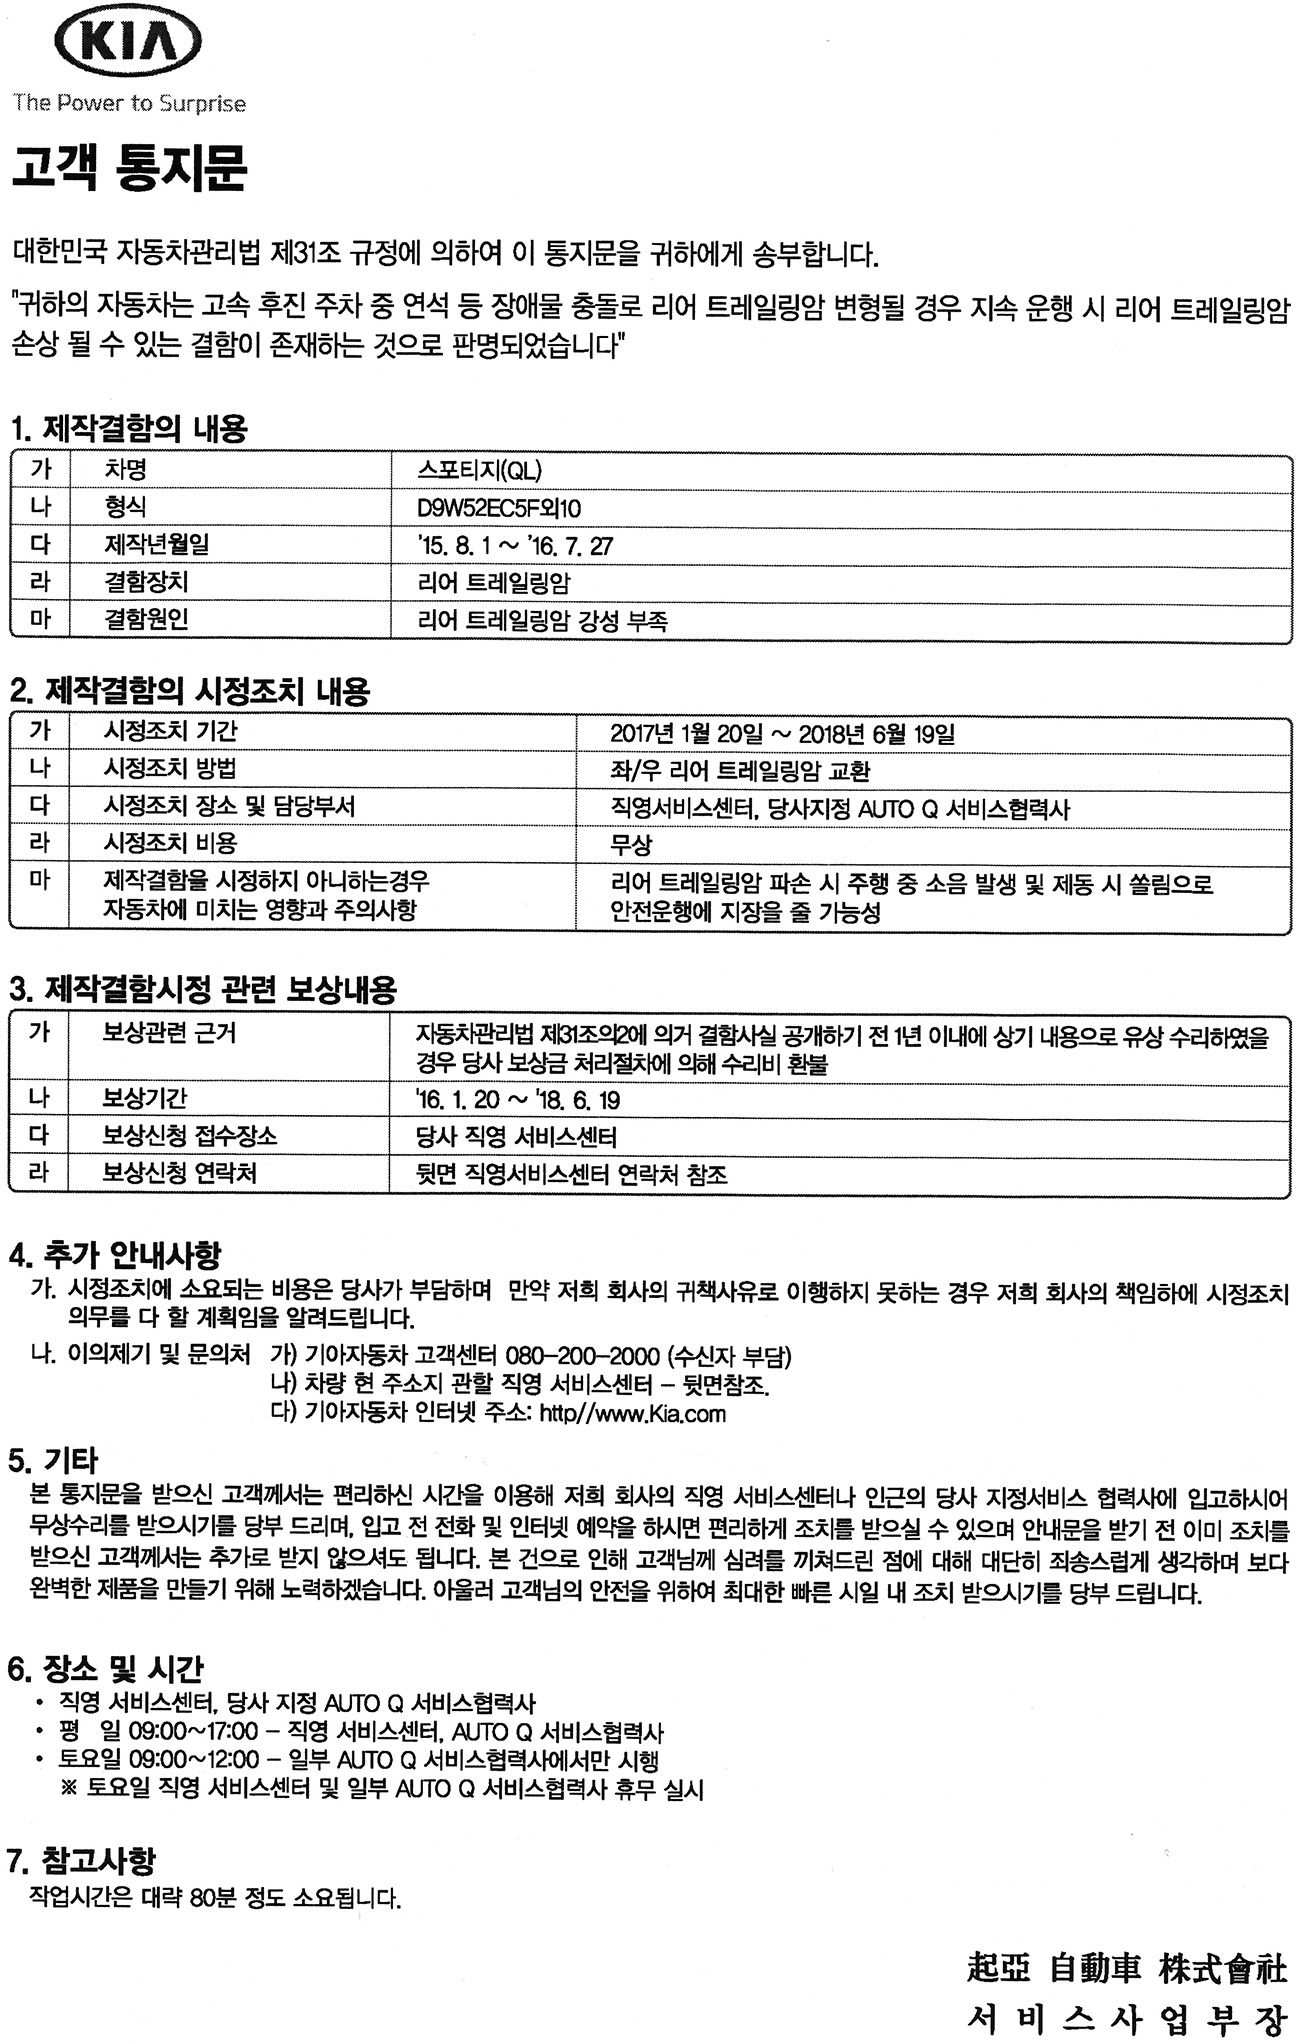 KIA
The Power to Surprise
고객 통지문
대한민국 자동차관리법 제31조 규정에 의하여 이 통지문을 귀하에게 송부합니다.
"귀하의 자동차는 고속 후진 주차 중 연석 등 장애물 충돌로 리어 트레일링암 변형될 경우 지속 운행 시 리어 트레일링암
손상 될 수 있는 결함이 존재하는 것으로 판명되었습니다"
1. 제작결함의 내용
가 차명 스포티지(QL)
나 형식 D9W52EC5F외10
다 제작년월일 '15. 8. 1 ~ '16. 7. 27
라 결함장치 리어 트레일링암
마 결함원인 리어 트레일링암 강성 부족
2. 제작결함의 시정조치 내용
가 시정조치 기간 2017년 1월 20일 ~ 2018년 6월 19일
나 시정조치 방법 좌/우 리어 트레일링암 교환
다 시정조치 장소 및 담당부서 직영서비스센터, 당사지정 AUTO Q 서비스협력사
라 시정조치 비용 무상
마 제작결함을 시정하지 아니하는경우 리어 트레일링암 파손 시 주행 중 소음 발생 및 제동 시 쏠림으로
자동차에 미치는 영향과 주의사항 안전운행에 지장을 줄 가능성
3. 제작결함시정 관련 보상내용
가 보상관련 근거 자동차관리법 제31조의2에 의거 결함사실 공개하기 전 1년 이내에 상기 내용으로 유상 수리하였을
경우 당사 보상금 처리절차에 의해 수리비 환불
나 보상기간 '16. 1. 20 ~ '18. 6. 19
다 보상신청 접수장소 당사 직영 서비스센터
라 보상신청 연락처 뒷면 직영서비스센터 연락처 참조
4. 추가 안내사항
가. 시정조치에 소요되는 비용은 당사가 부담하며 만약 저희 회사의 귀책사유로 이행하지 못하는 경우 저희 회사의 책임하에 시정조치
의무를 다 할 계획임을 알려드립니다.
나. 이의제기 및 문의처 가) 기아자동차 고객센터 080-200-2000 (수신자 부담)
나) 차량 현 주소지 관할 직영 서비스센터 - 뒷면참조.
다) 기아자동차 인터넷 주소: http//www.Kia.com
5. 기타
본 통지문을 받으신 고객께서는 편리하신 시간을 이용해 저희 회사의 직영 서비스센터나 인근의 당사 지정서비스 협력사에 입고하시어
무상수리를 받으시기를 당부 드리며, 입고 전 전화 및 인터넷 예약을 하시면 편리하게 조치를 받으실 수 있으며 안내문을 받기 전 이미 조치를
받으신 고객께서는 추가로 받지 않으셔도 됩니다. 본 건으로 인해 고객님께 심려를 끼쳐드린 점에 대해 대단히 죄송스럽게 생각하며 보다
완벽한 제품을 만들기 위해 노력하겠습니다. 아울러 고객님의 안전을 위하여 최대한 빠른 시일 내 조치 받으시기를 당부 드립니다.
6. 장소 및 시간
• 직영 서비스센터, 당사 지정 AUTO Q 서비스협력사
• 평 일 09:00~17:00 - 직영 서비스센터, AUTO Q 서비스협력사
• 토요일 09:00~12:00 - 일부 AUTO Q 서비스협력사에서만 시행
※ 토요일 직영 서비스센터 및 일부 AUTO Q 서비스협력사 휴무 실시
7. 참고사항
작업시간은 대략 80분 정도 소요됩니다.
起亞 自動車 株式會社
서비스사업부장